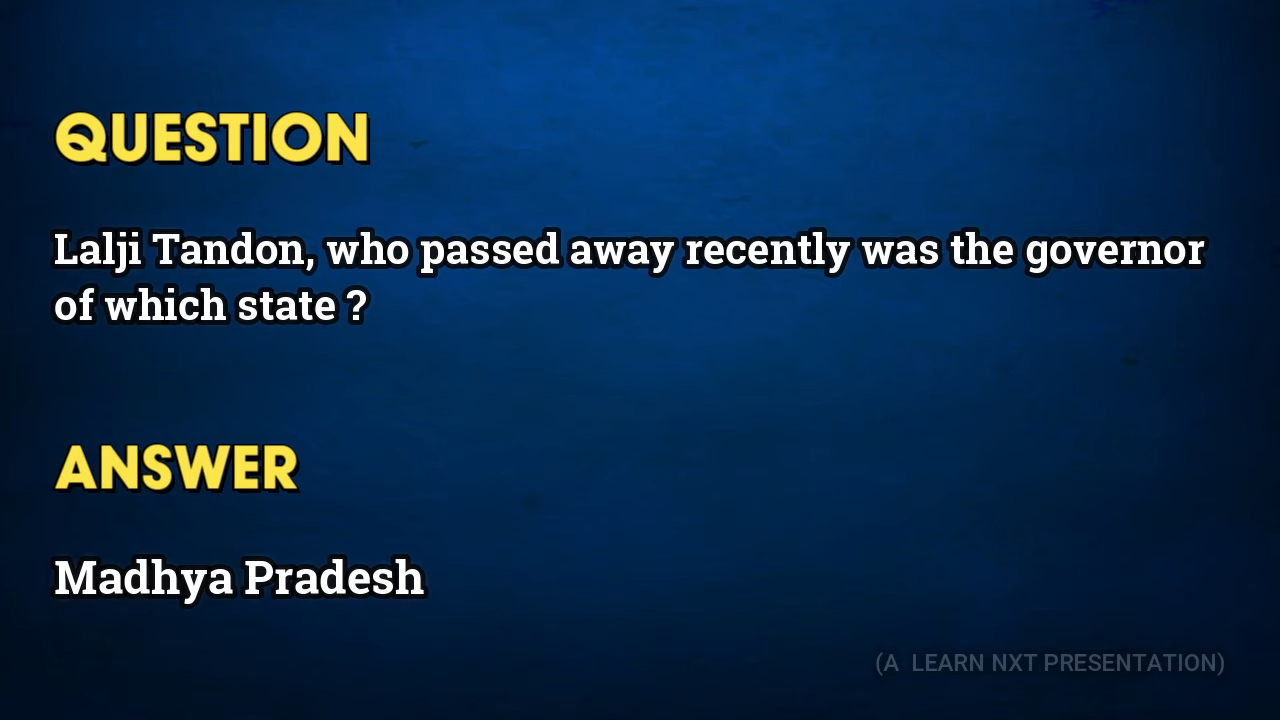 QUESTION
Lalji Tandon, who passed away recently was the governor
of which state ?
ANSWER
Madhya Pradesh
(A LEARN NXT PRESENTATION)